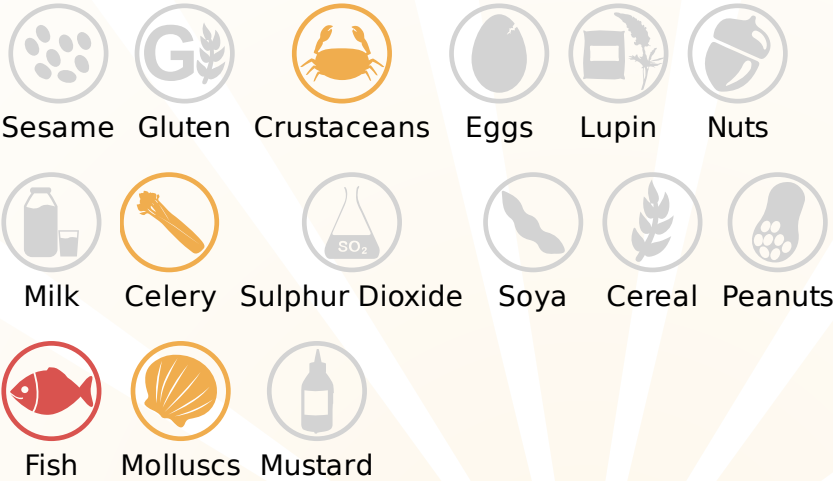 G
Sesame Gluten Crustaceans Eggs Lupin Nuts
SO₂
Milk Celery Sulphur Dioxide Soya Cereal Peanuts
Fish Molluscs Mustard